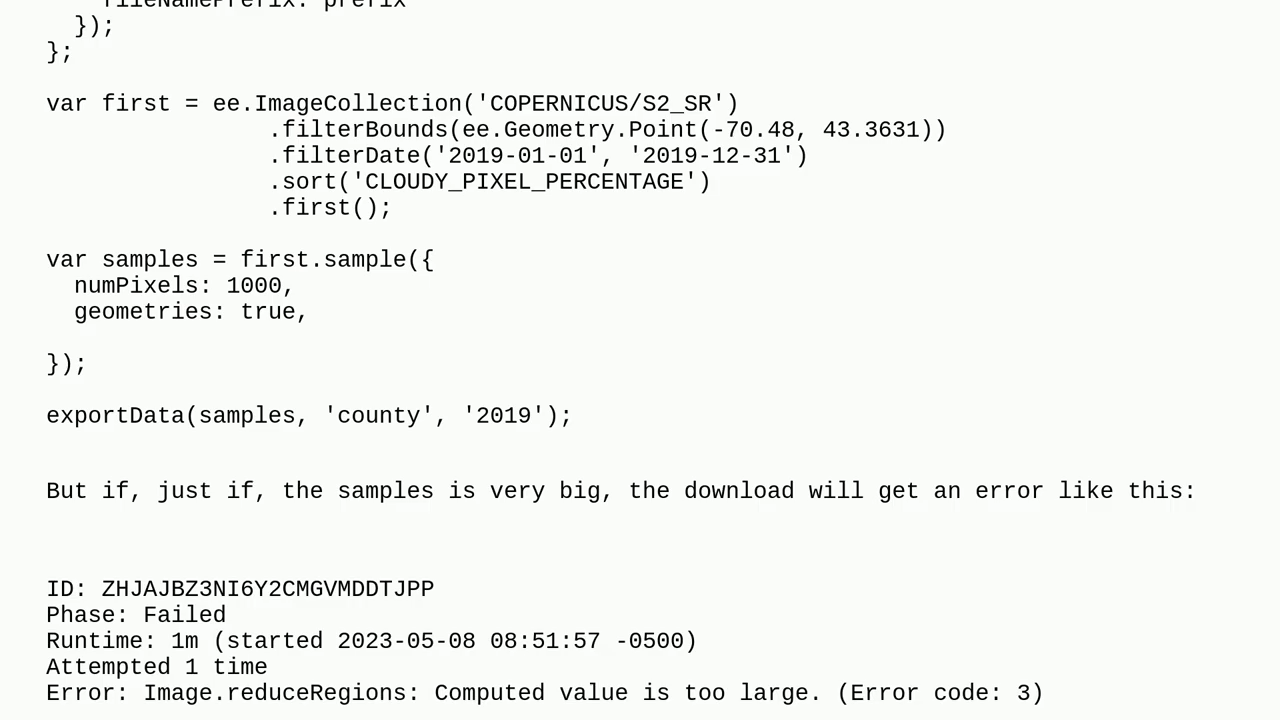 fileNamePrefix: prefix
  });
};
var first = ee.ImageCollection('COPERNICUS/S2_SR')
                .filterBounds(ee.Geometry.Point(-70.48, 43.3631))
                .filterDate('2019-01-01', '2019-12-31')
                .sort('CLOUDY_PIXEL_PERCENTAGE')
                .first();
var samples = first.sample({
  numPixels: 1000,
  geometries: true,
});
exportData(samples, 'county', '2019');
But if, just if, the samples is very big, the download will get an error like this:
ID: ZHJAJBZ3NI6Y2CMGVMDDTJPP
Phase: Failed
Runtime: 1m (started 2023-05-08 08:51:57 -0500)
Attempted 1 time
Error: Image.reduceRegions: Computed value is too large. (Error code: 3)